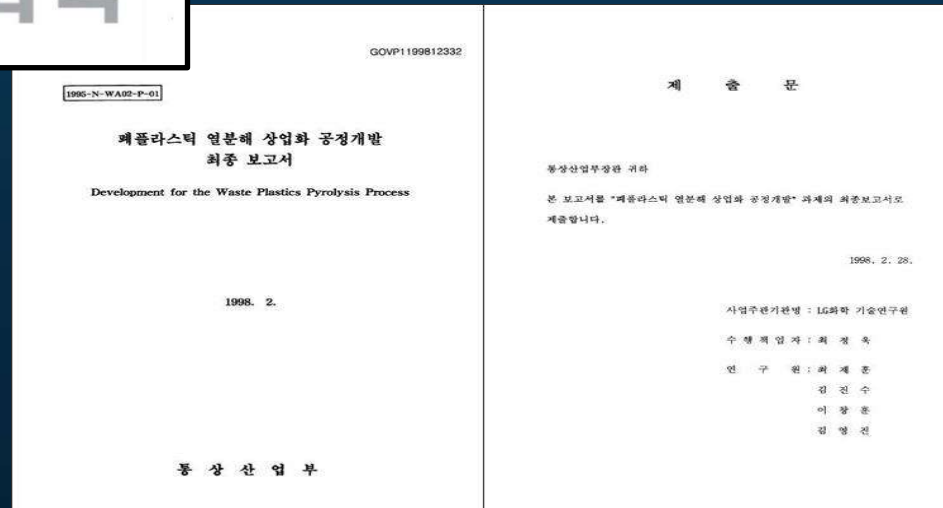 GOVP1199812332
1995-N-WA02-P-01
폐플라스틱 열분해 상업화 공정개발
최종 보고서
Development for the Waste Plastics Pyrolysis Process
1998. 2.
통 상 산 업 부
제 출 문
통상산업부장관 귀하
본 보고서를 "폐플라스틱 열분해 상업화 공정개발" 과제의 최종보고서로
제출합니다.
1998. 2. 28.
사업주관기관명 : LG화학 기술연구원
수 행 책 임 자 : 최 정 옥
연 구 원 : 최 재 훈
김 진 수
이 창 훈
김 영 진